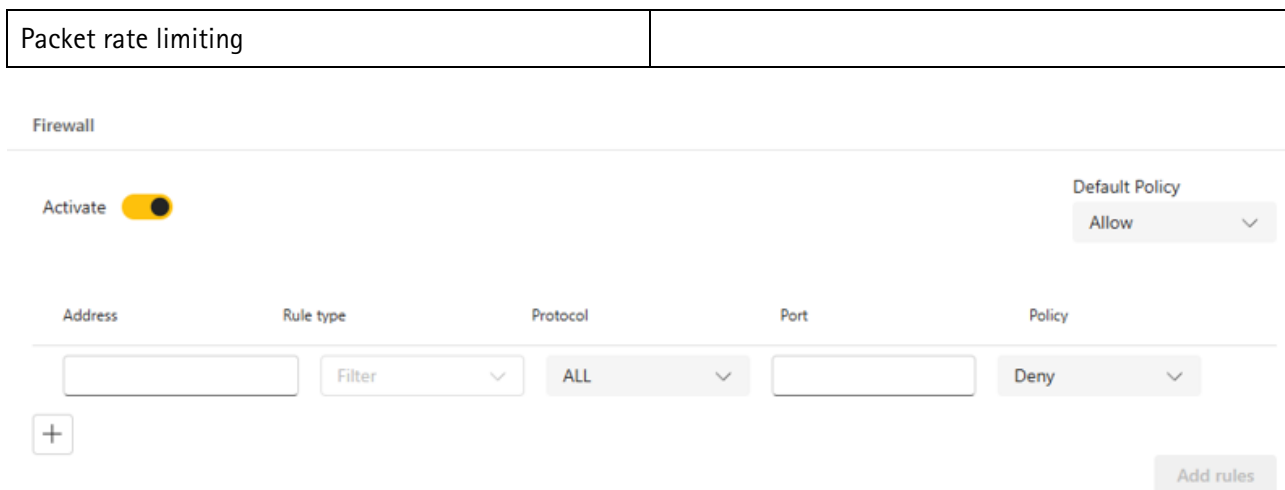 Packet rate limiting
Firewall
Activate
Default Policy
Allow
Address Rule type Protocol Port Policy
Filter ALL Deny
+
Add rules